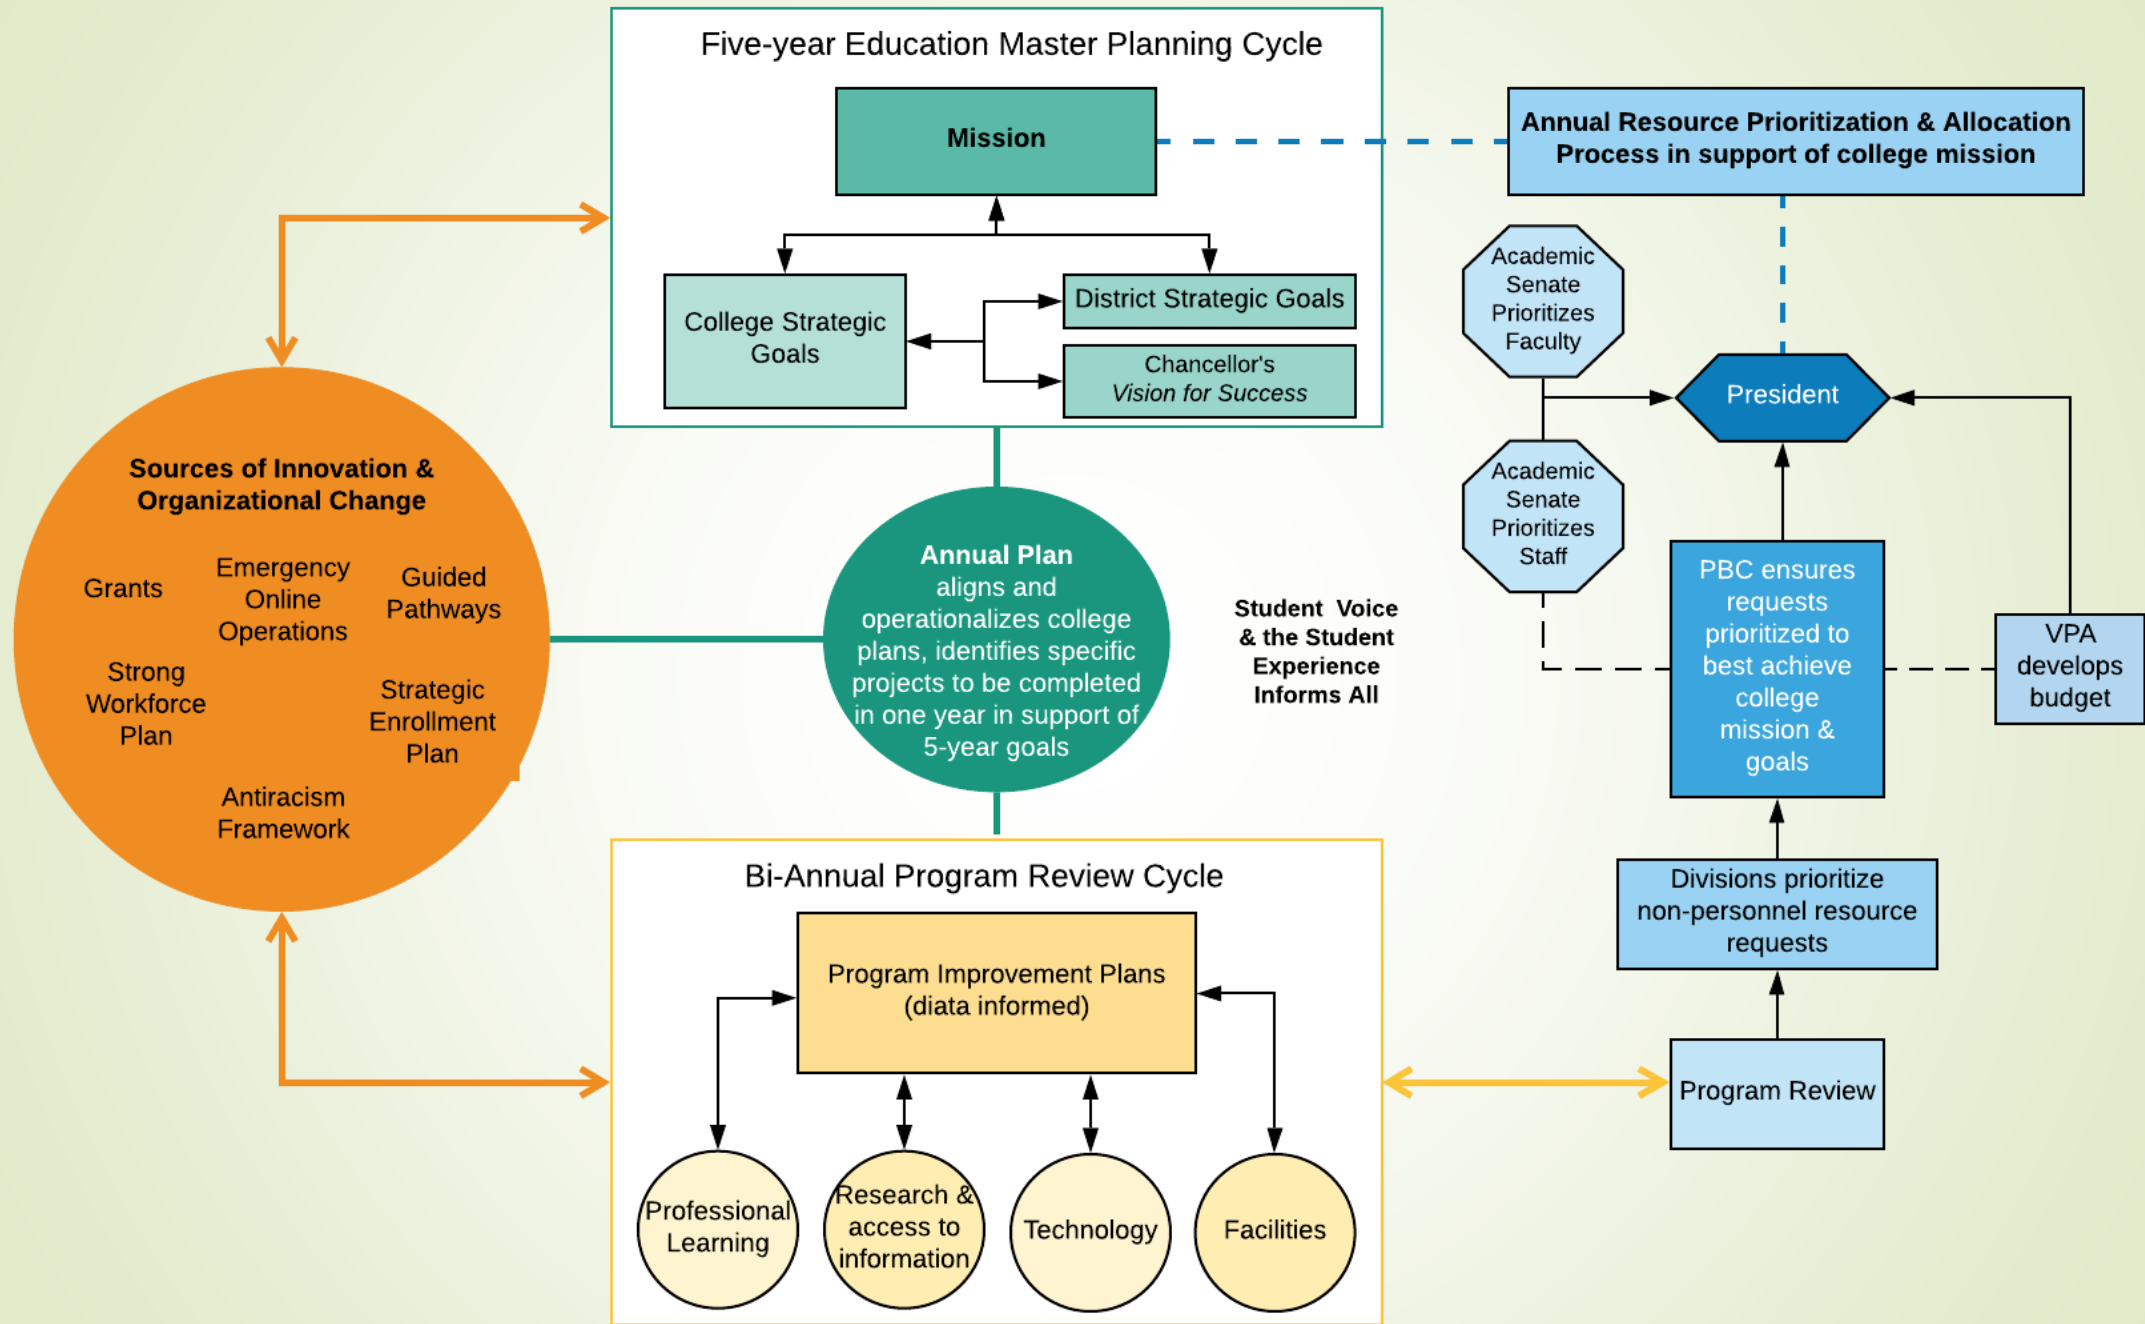 Five-year Education Master Planning Cycle
Mission
College Strategic
Goals
District Strategic Goals
Chancellor's
Vision for Success
Annual Resource Prioritization & Allocation
Process in support of college mission
Academic
Senate
Prioritizes
Faculty
President
Academic
Senate
Prioritizes
Staff
PBC ensures
requests
prioritized to
best achieve
college
mission &
goals
VPA
develops
budget
Divisions prioritize
non-personnel resource
requests
Program Review
Sources of Innovation &
Organizational Change
Grants
Emergency
Online
Operations
Guided
Pathways
Strong
Workforce
Plan
Strategic
Enrollment
Plan
Antiracism
Framework
Annual Plan
aligns and
operationalizes college
plans, identifies specific
projects to be completed
in one year in support of
5-year goals
Student Voice
& the Student
Experience
Informs All
Bi-Annual Program Review Cycle
Program Improvement Plans
(diata informed)
Professional
Learning
Research &
access to
information
Technology
Facilities